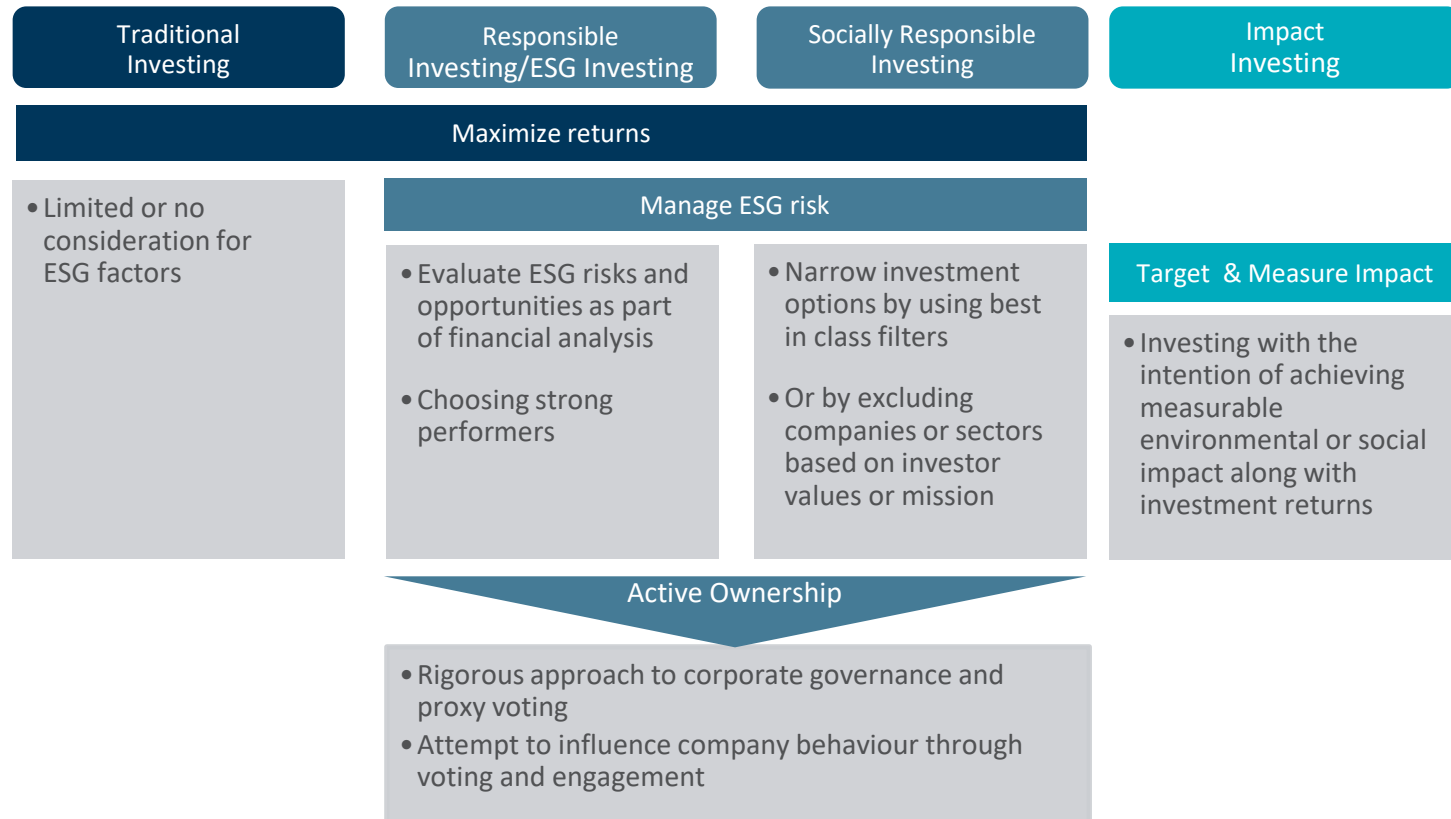 Traditional
Investing
Responsible
Investing/ESG Investing
Socially Responsible
Investing
Impact
Investing
Maximize returns
• Limited or no
consideration for
ESG factors
Manage ESG risk
• Evaluate ESG risks and
opportunities as part
of financial analysis
• Choosing strong
performers
• Narrow investment
options by using best
in class filters
• Or by excluding
companies or sectors
based on investor
values or mission
Target & Measure Impact
• Investing with the
intention of achieving
measurable
environmental or social
impact along with
investment returns
Active Ownership
• Rigorous approach to corporate governance and
proxy voting
• Attempt to influence company behaviour through
voting and engagement